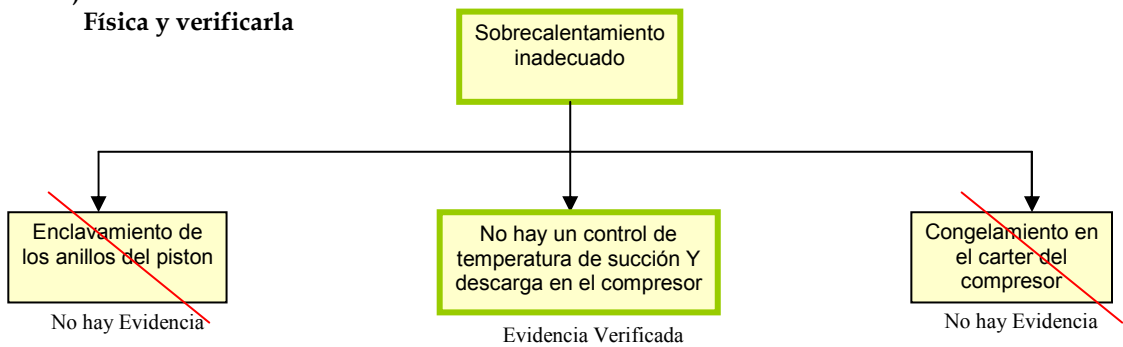 Física y verificarla
Sobrecalentamiento
inadecuado
Enclavamiento de
los anillos del piston
No hay Evidencia
No hay un control de
temperatura de succión Y
descarga en el compresor
Evidencia Verificada
Congelamiento en
el carter del
compresor
No hay Evidencia